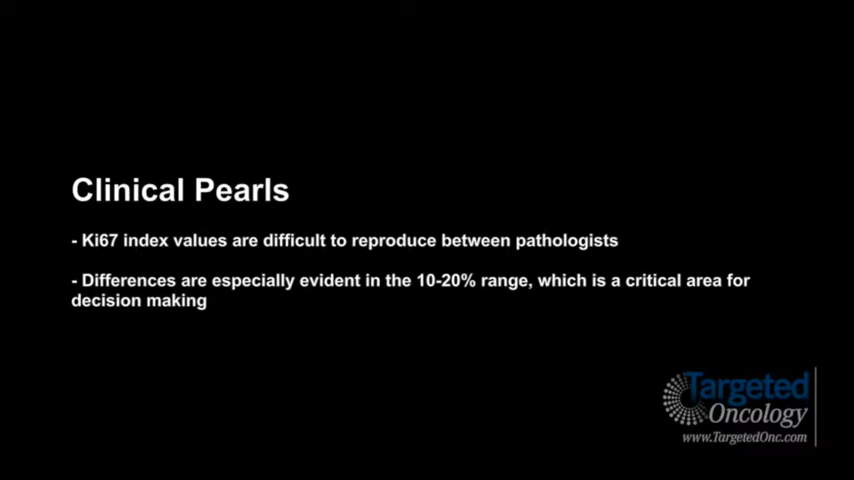 Clinical Pearls
- Ki67 index values are difficult to reproduce between pathologists
- Differences are especially evident in the 10-20% range, which is a critical area for
decision making
Targeted
Oncology
www.TargetedOnc.com